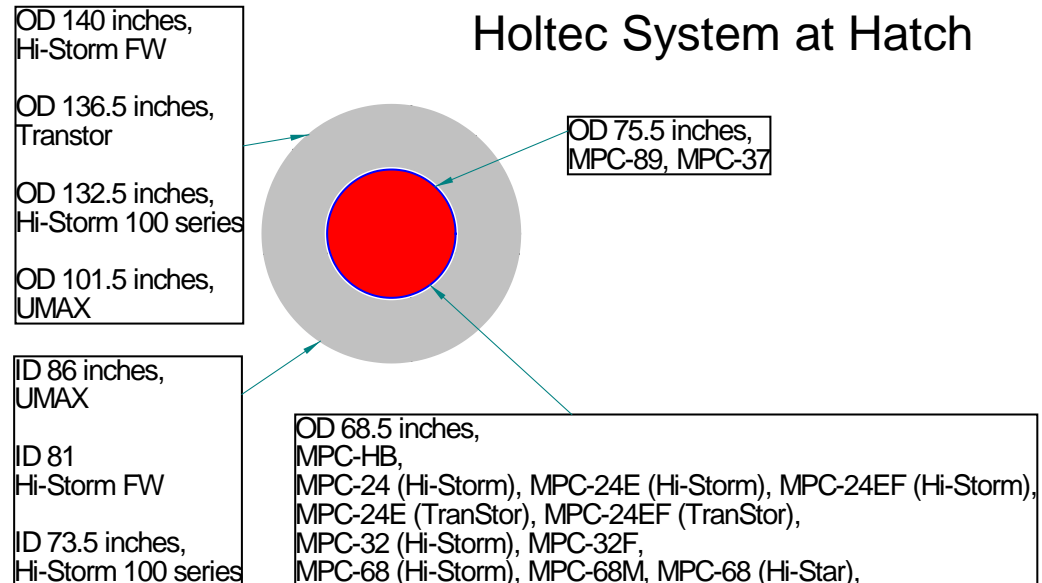 Holtec System at Hatch
OD 140 inches,
Hi-Storm FW
OD 136.5 inches,
Transtor
OD 132.5 inches,
Hi-Storm 100 series
OD 101.5 inches,
UMAX
OD 75.5 inches,
MPC-89, MPC-37
ID 86 inches,
UMAX
ID 81
Hi-Storm FW
ID 73.5 inches,
Hi-Storm 100 series
OD 68.5 inches,
MPC-HB,
MPC-24 (Hi-Storm), MPC-24E (Hi-Storm), MPC-24EF (Hi-Storm),
MPC-24E (TranStor), MPC-24EF (TranStor),
MPC-32 (Hi-Storm), MPC-32F,
MPC-68 (Hi-Storm), MPC-68M, MPC-68 (Hi-Star),